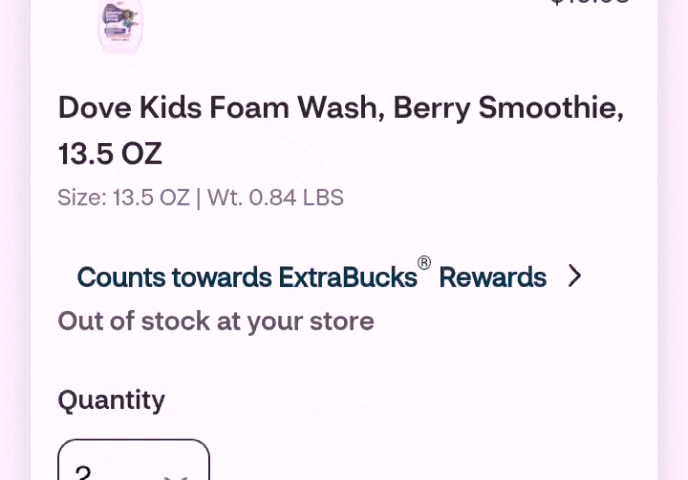 Dove Kids Foam Wash, Berry Smoothie,
13.5 OZ
Size: 13.5 OZ | Wt. 0.84 LBS
Counts towards ExtraBucks® Rewards
Out of stock at your store
Quantity
2